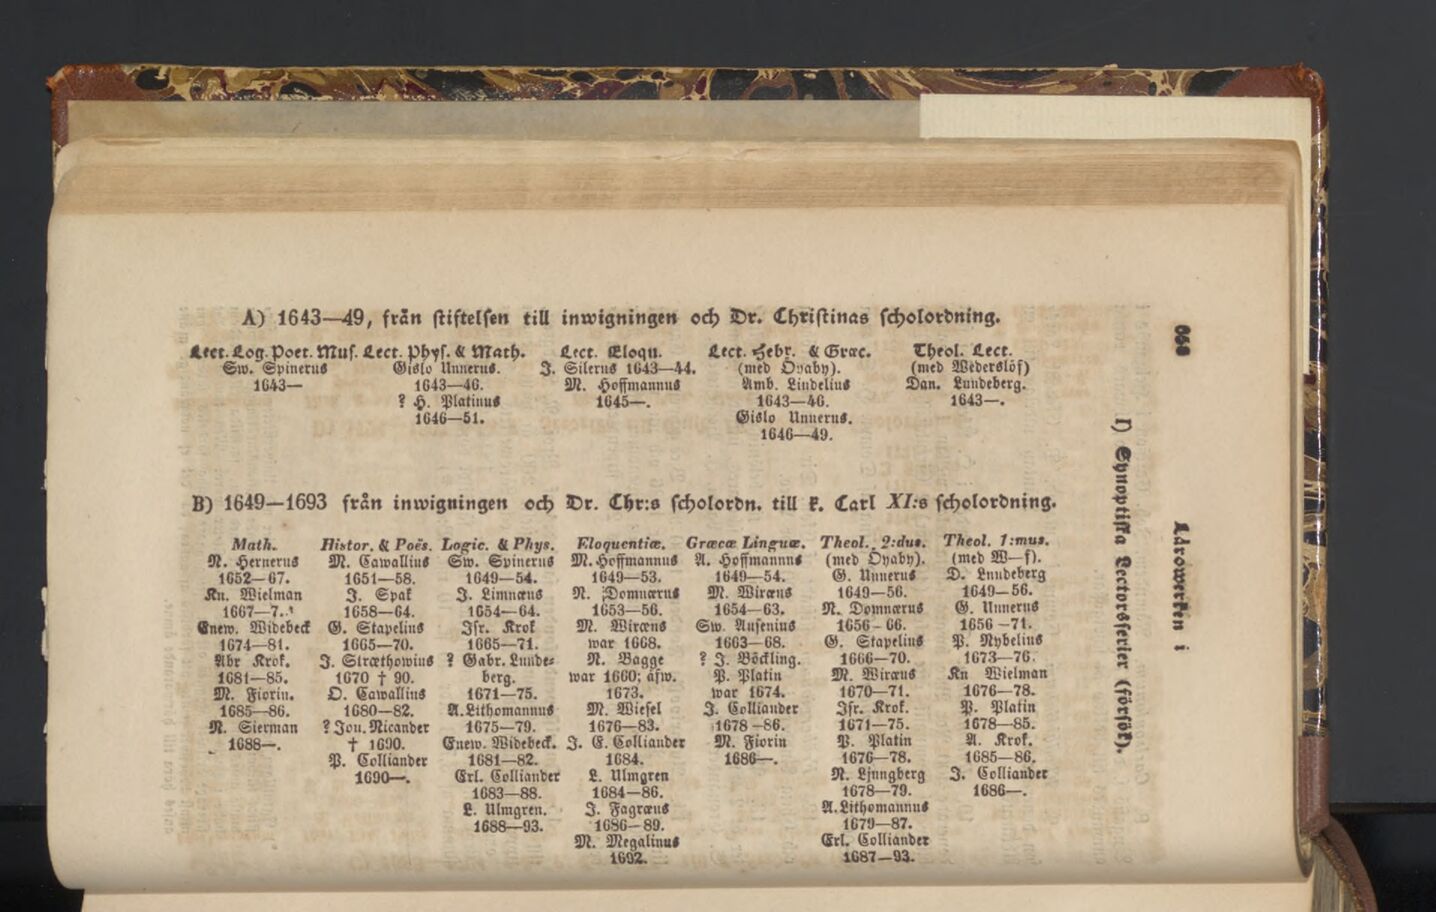 668
Lärowerken i
I) Synoptiska Lectorsserier (försök).
A) 1643—49, från stiftelsen till inwigningen och Dr. Christinas scholordning.
Lect. Log. Poet. Mus.
Sw. Spinerus
1643—
Lect. Phys. & Math.
Gislo Unnerus.
1643—46.
? H. Platinus
1646—51.
Lect. Eloqu.
J. Silerus 1643—44.
M. Hoffmannus
1645—.
Lect. Hebr. & Græc.
(med Öyaby).
Amb. Lindelius
1643—46.
Gislo Unnerus.
1646—49.
Theol. Lect.
(med Wederslöf)
Dan. Lundeberg.
1643—.
B) 1649—1693 från inwigningen och Dr. Chr:s scholordn. till k. Carl XI:s scholordning.
Math.
N. Hernerus
1652—67.
Kn. Wielman
1667—7.
Enew. Widebeck
1674—81.
Abr Krok.
1681—85.
M. Fiorin.
1685—86.
N. Sierman
1688—.
Histor. & Poës.
M. Cawallius
1651—58.
J. Spak
1658—64.
G. Stapelius
1665—70.
J. Stræthowius
1670 † 90.
O. Cawallius
1680—82.
? Jon. Nicander
† 1690.
P. Colliander
1690—.
Logic. & Phys.
Sw. Spinerus
1649—54.
J. Limnæus
1654—64.
Isr. Krok
1665—71.
? Gabr. Lunde-
berg.
1671—75.
A. Lithomannus
1675—79.
Enew. Widebeck.
1681—82.
Erl. Colliander
1683—88.
L. Ulmgren.
1688—93.
Eloquentiæ.
M. Hoffmannus
1649—53.
N. Domnærus
1653—56.
M. Wiræus
war 1668.
N. Bagge
war 1660; afw.
1673.
M. Wiesel
1676—83.
J. E. Colliander
1684.
L. Ulmgren
1684—86.
J. Fagræus
1686—89.
M. Megalinus
1692.
Græcæ Linguæ.
A. Hoffmannus
1649—54.
M. Wiræus
1654—63.
Sw. Ausenius
1663—68.
? J. Böckling.
P. Platin
war 1674.
J. Colliander
1678—86.
M. Fiorin
1686—.
Theol. 2:dus.
(med Öyaby).
G. Unnerus
1649—56.
N. Domnærus
1656—66.
G. Stapelius
1666—70.
M. Wiræus
1670—71.
Isr. Krok.
1671—75.
P. Platin
1676—78.
N. Ljungberg
1678—79.
A. Lithomannus
1679—87.
Erl. Colliander
1687—93.
Theol. 1:mus.
(med W—f).
D. Lundeberg
1649—56.
G. Unnerus
1656—71.
P. Rybelius
1673—76.
Kn Wielman
1676—78.
P. Platin
1678—85.
A. Krok.
1685—86.
J. Colliander
1686—.